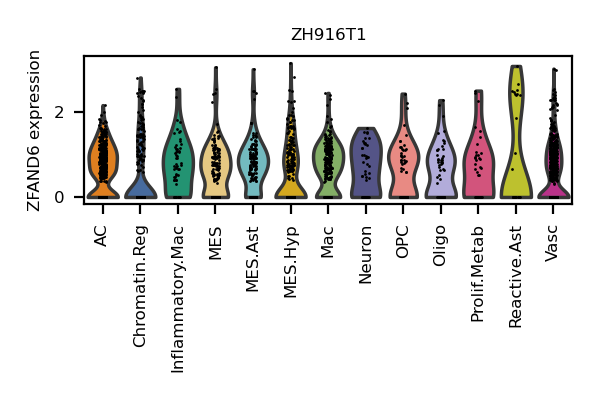 ZH916T1
ZFAND6 expression
2
0
AC
Chromatin.Reg
Inflammatory.Mac
MES
MES.Ast
MES.Hyp
Mac
Neuron
OPC
Oligo
Prolif.Metab
Reactive.Ast
Vasc